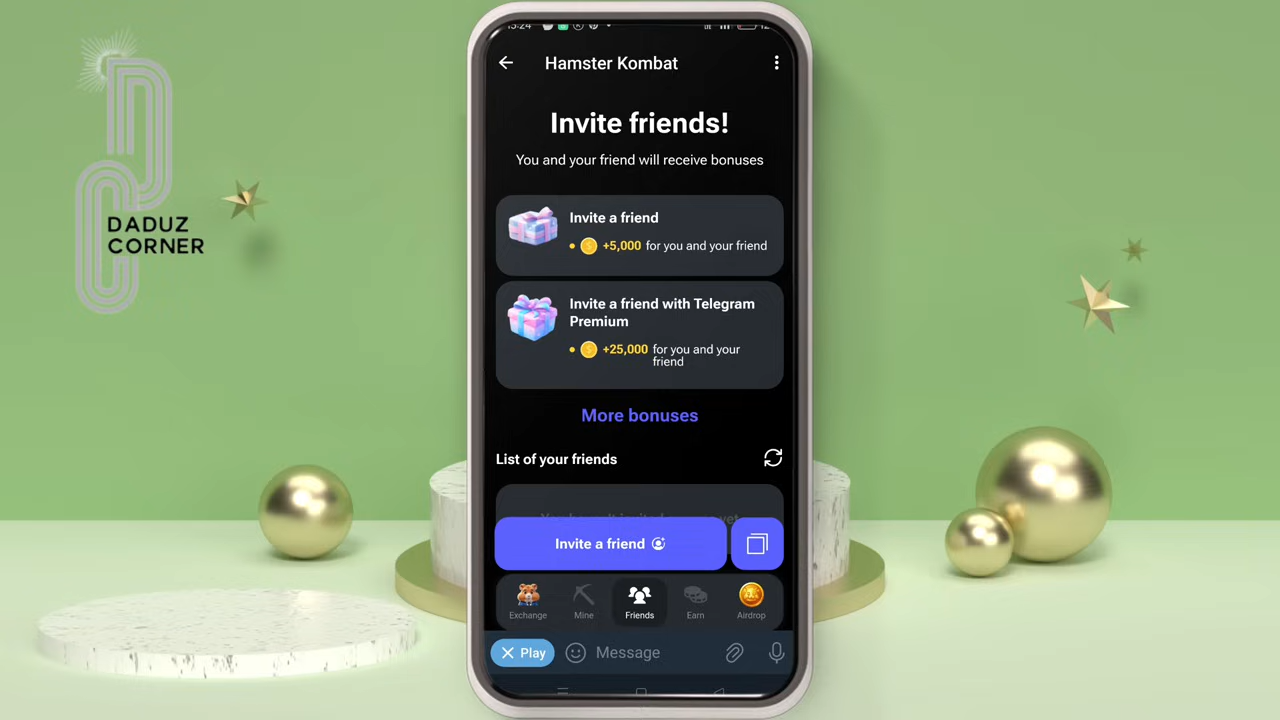 DADUZ
CORNER
Hamster Kombat
Invite friends!
You and your friend will receive bonuses
Invite a friend
+5,000 for you and your friend
Invite a friend with Telegram
Premium
+25,000 for you and your
friend
More bonuses
List of your friends
Invite a friend
Exchange
Mine
Friends
Earn
Airdrop
Play
Message